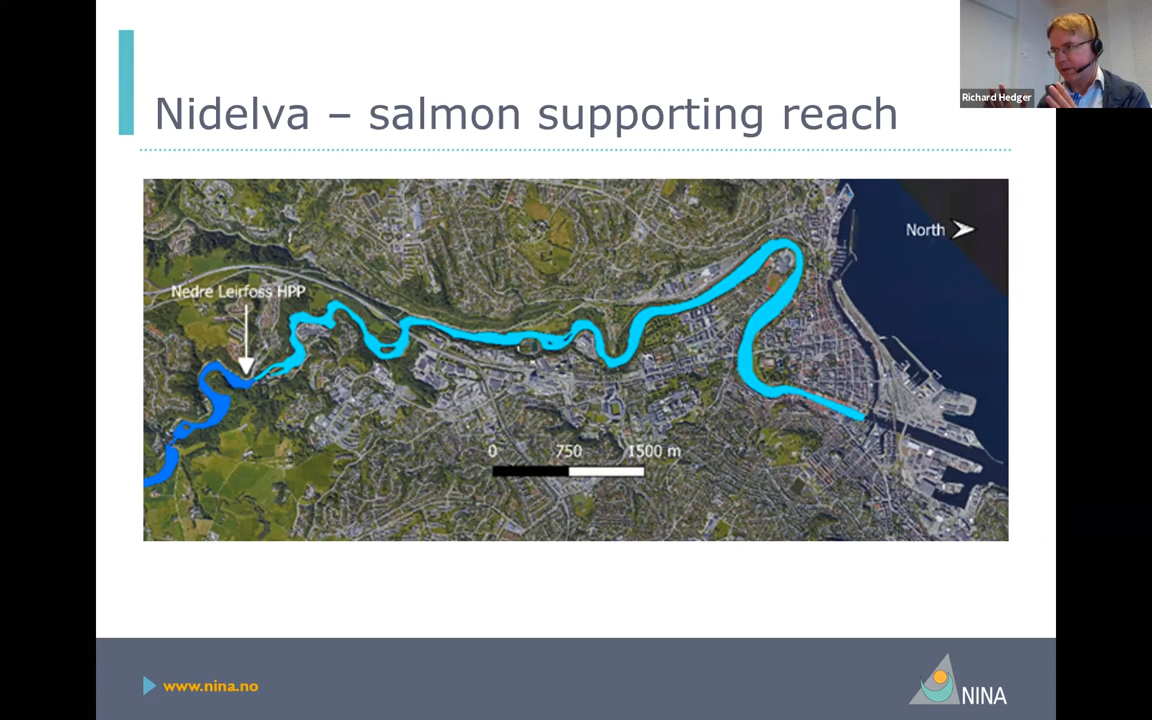 Richard Hedger
Nidelva – salmon supporting reach
North
Nedre Leirfoss HPP
0 750 1500 m
www.nina.no
NINA